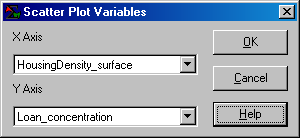 Scatter Plot Variables
X Axis
OK
HousingDensity_surface
Cancel
Y Axis
Loan_concentration
Help